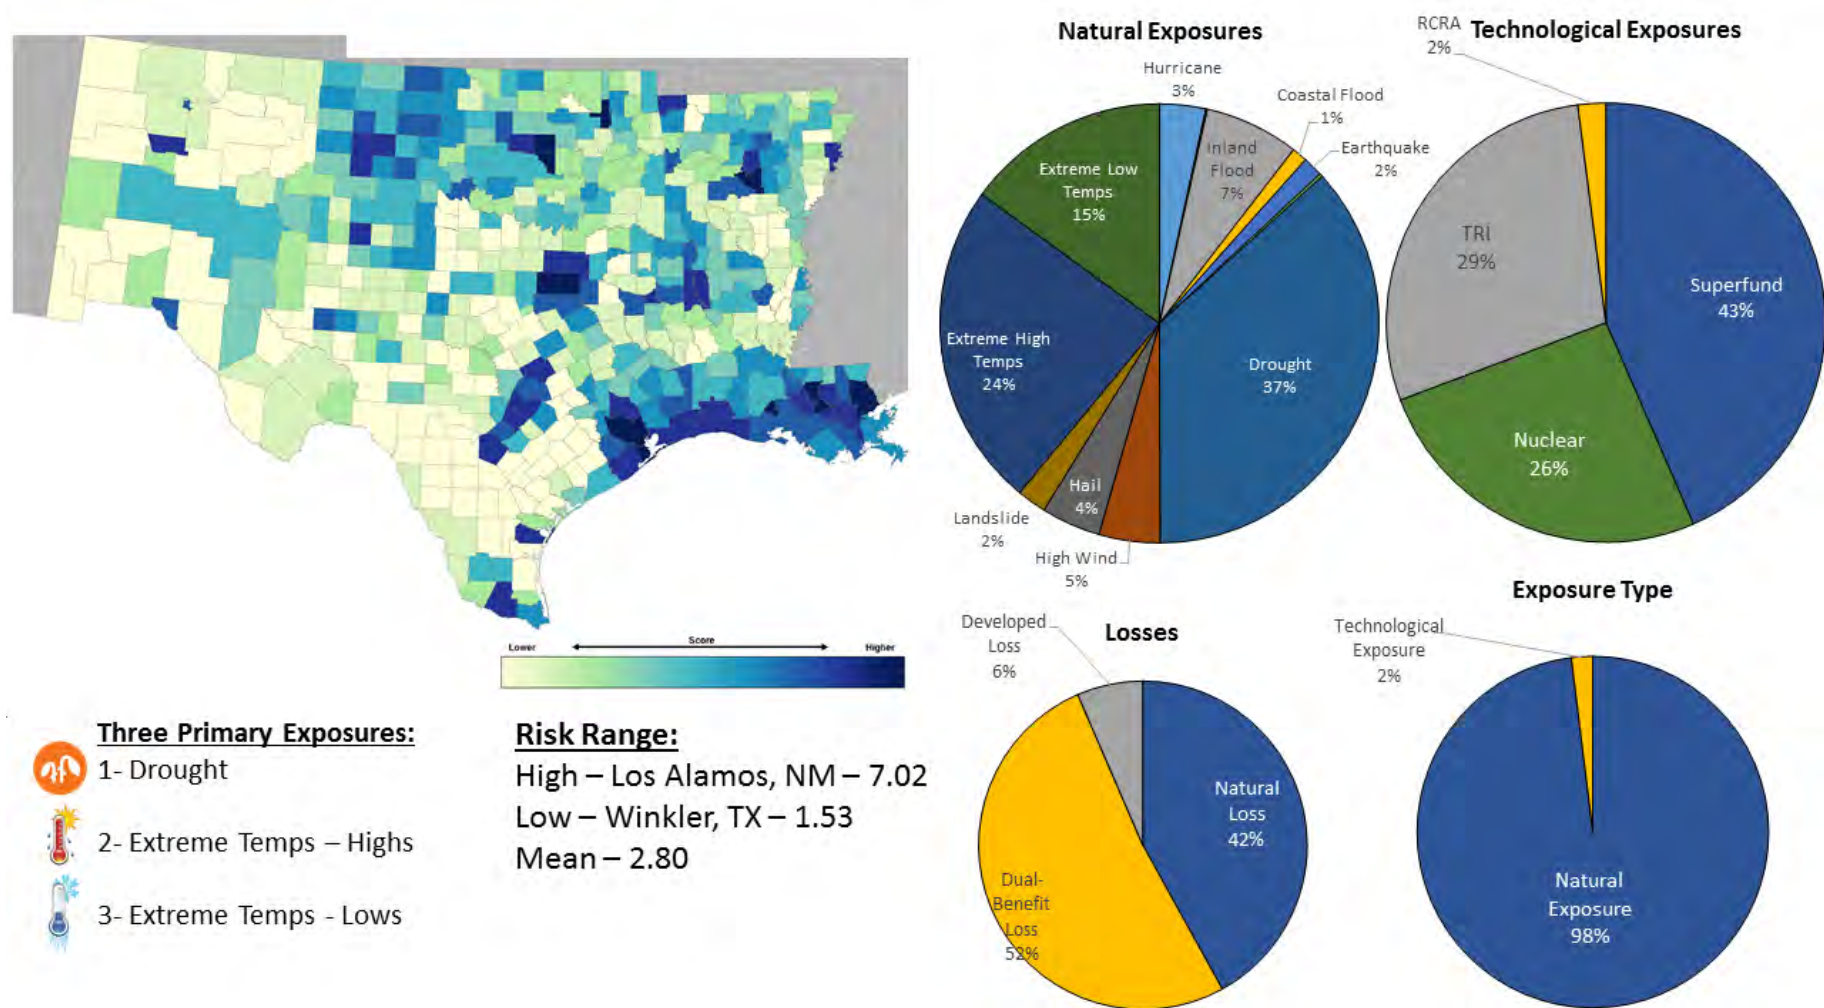 Natural Exposures
Hurricane
3%
Coastal Flood
1%
Earthquake
2%
Inland
Flood
7%
Extreme Low
Temps
15%
Extreme High
Temps
24%
Drought
37%
Landslide
2%
Hail
4%
High Wind
5%
RCRA
2%
Technological Exposures
TRI
29%
Superfund
43%
Nuclear
26%
Lower
Score
Higher
Three Primary Exposures:
1- Drought
2- Extreme Temps – Highs
3- Extreme Temps - Lows
Risk Range:
High – Los Alamos, NM – 7.02
Low – Winkler, TX – 1.53
Mean – 2.80
Losses
Developed
Loss
6%
Natural
Loss
42%
Dual-
Benefit
Loss
52%
Exposure Type
Technological
Exposure
2%
Natural
Exposure
98%